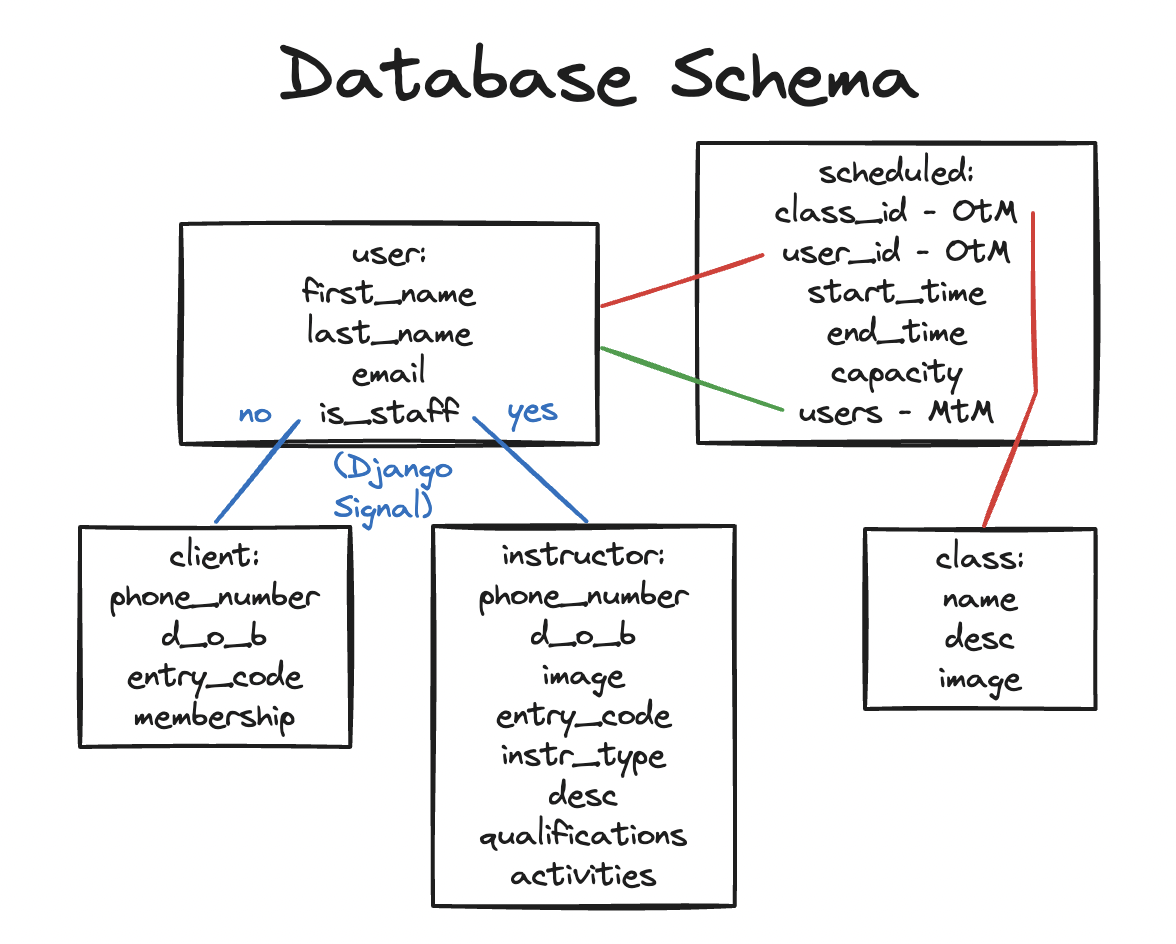 Database Schema
user:
first_name
last_name
email
no is_staff yes
(Django
Signal)
scheduled:
class_id - OtM
user_id - OtM
start_time
end_time
capacity
users - MtM
client:
phone_number
d_o_b
entry_code
membership
instructor:
phone_number
d_o_b
image
entry_code
instr_type
desc
qualifications
activities
class:
name
desc
image